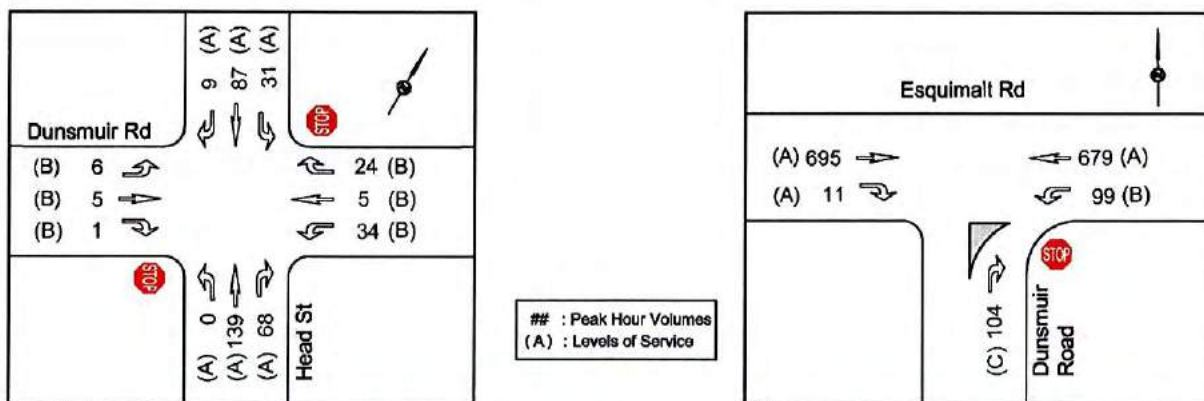 (A) (A) (A)
9 87 31
STOP
Dunsmuir Rd
(B) 6
(B) 5
(B) 1
24 (B)
5 (B)
34 (B)
STOP
(A) 0
(A) 139
(A) 68
Head St
## : Peak Hour Volumes
(A) : Levels of Service
Esquimalt Rd
(A) 695
(A) 11
679 (A)
99 (B)
STOP
(C) 104
Dunsmuir
Road